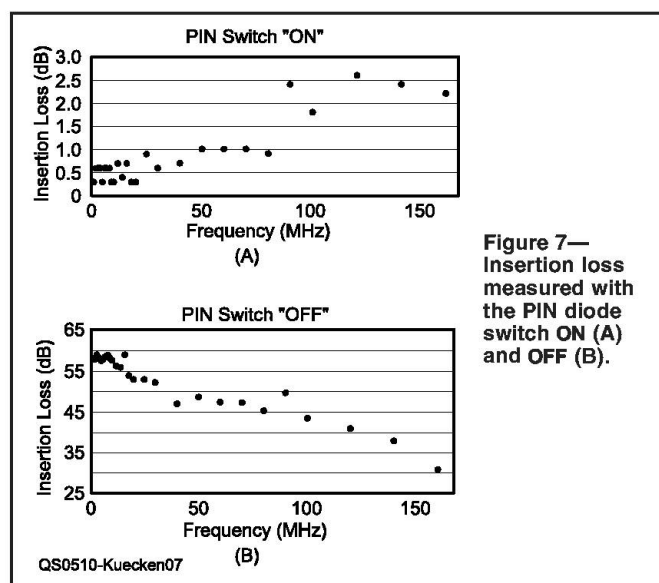 PIN Switch "ON"
Insertion Loss (dB)
3.0
2.5
2.0
1.5
1.0
0.5
0
0 50 100 150
Frequency (MHz)
(A)
PIN Switch "OFF"
Insertion Loss (dB)
65
55
45
35
25
0 50 100 150
Frequency (MHz)
(B)
QS0510-Kuecken07
Figure 7—
Insertion loss
measured with
the PIN diode
switch ON (A)
and OFF (B).